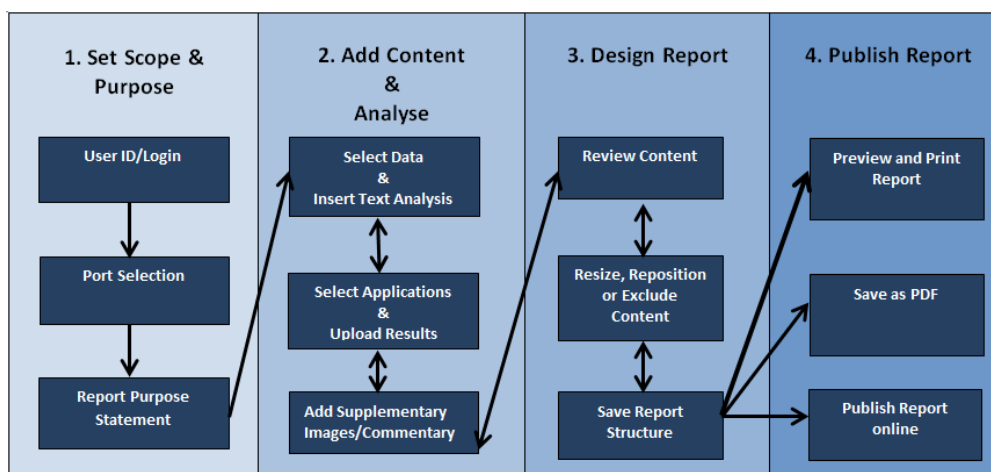 1. Set Scope &
Purpose
User ID/Login
Port Selection
Report Purpose
Statement
2. Add Content
&
Analyse
Select Data
&
Insert Text Analysis
Select Applications
&
Upload Results
Add Supplementary
Images/Commentary
3. Design Report
Review Content
Resize, Reposition
or Exclude
Content
Save Report
Structure
4. Publish Report
Preview and Print
Report
Save as PDF
Publish Report
online